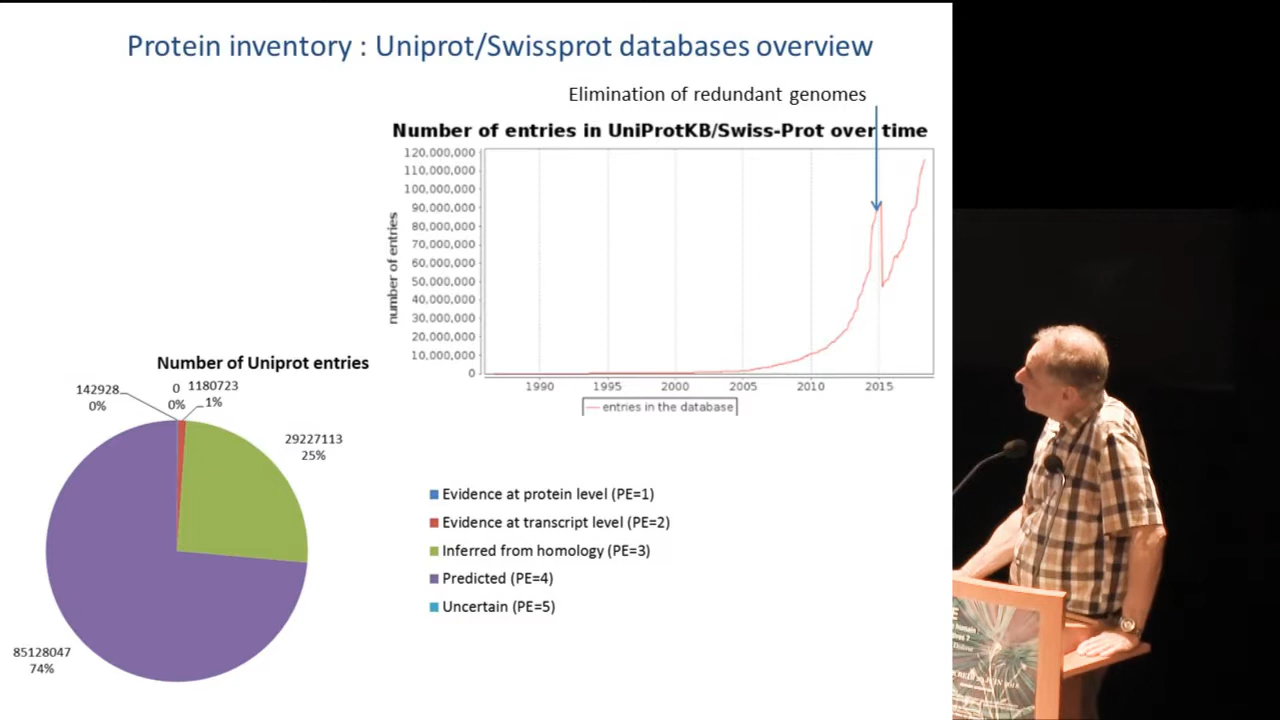 Protein inventory : Uniprot/Swissprot databases overview
Elimination of redundant genomes
Number of entries in UniProtKB/Swiss-Prot over time
120,000,000
110,000,000
100,000,000
90,000,000
80,000,000
70,000,000
60,000,000
50,000,000
40,000,000
30,000,000
20,000,000
10,000,000
0
number of entries
1990 1995 2000 2005 2010 2015
entries in the database
Number of Uniprot entries
142928
0%
0
0%
1180723
1%
29227113
25%
85128047
74%
Evidence at protein level (PE=1)
Evidence at transcript level (PE=2)
Inferred from homology (PE=3)
Predicted (PE=4)
Uncertain (PE=5)